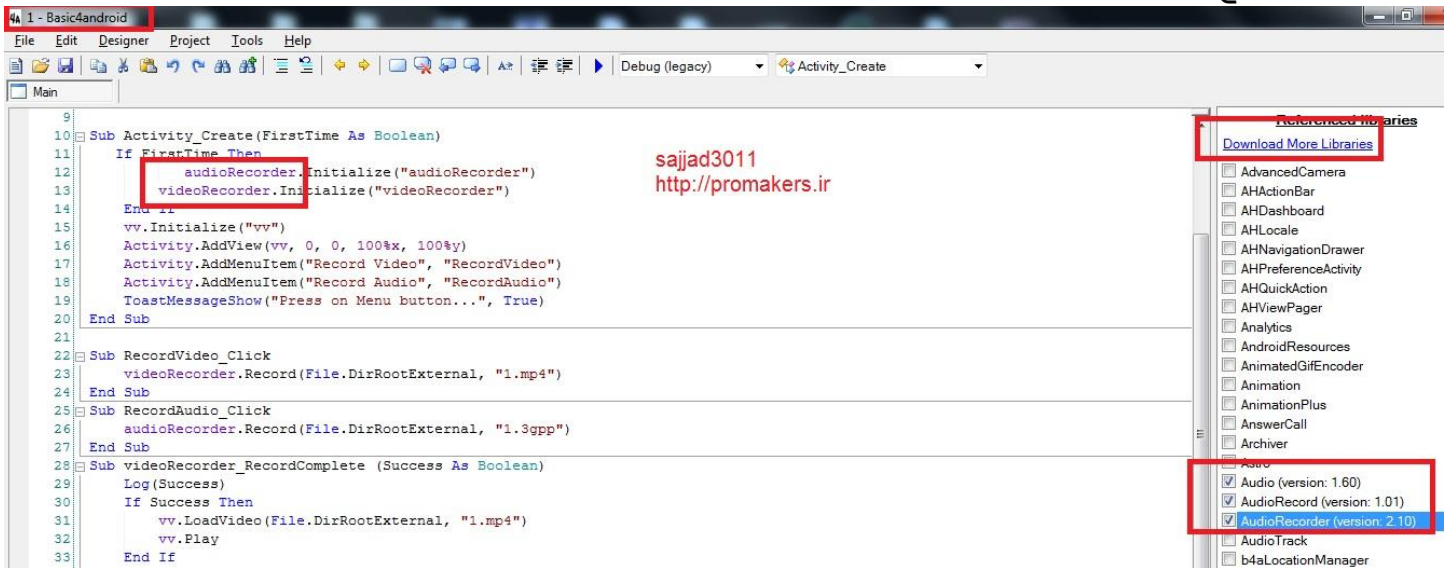 1 - Basic4android
File Edit Designer Project Tools Help
Debug (legacy) Activity_Create
Main
9
10 Sub Activity_Create(FirstTime As Boolean)
11 If FirstTime Then
12 audioRecorder.Initialize("audioRecorder")
13 videoRecorder.Initialize("videoRecorder")
14 End If
15 vv.Initialize("vv")
16 Activity.AddView(vv, 0, 0, 100%x, 100%y)
17 Activity.AddMenuItem("Record Video", "RecordVideo")
18 Activity.AddMenuItem("Record Audio", "RecordAudio")
19 ToastMessageShow("Press on Menu button...", True)
20 End Sub
21
22 Sub RecordVideo_Click
23 videoRecorder.Record(File.DirRootExternal, "1.mp4")
24 End Sub
25 Sub RecordAudio_Click
26 audioRecorder.Record(File.DirRootExternal, "1.3gpp")
27 End Sub
28 Sub videoRecorder_RecordComplete (Success As Boolean)
29 Log(Success)
30 If Success Then
31 vv.LoadVideo(File.DirRootExternal, "1.mp4")
32 vv.Play
33 End If
sajjad3011
http://promakers.ir
Referenced libraries
Download More Libraries
AdvancedCamera
AHActionBar
AHDashboard
AHLocale
AHNavigationDrawer
AHPreferenceActivity
AHQuickAction
AHViewPager
Analytics
AndroidResources
AnimatedGifEncoder
Animation
AnimationPlus
AnswerCall
Archiver
Astro
Audio (version: 1.60)
AudioRecord (version: 1.01)
AudioRecorder (version: 2.10)
AudioTrack
b4aLocationManager